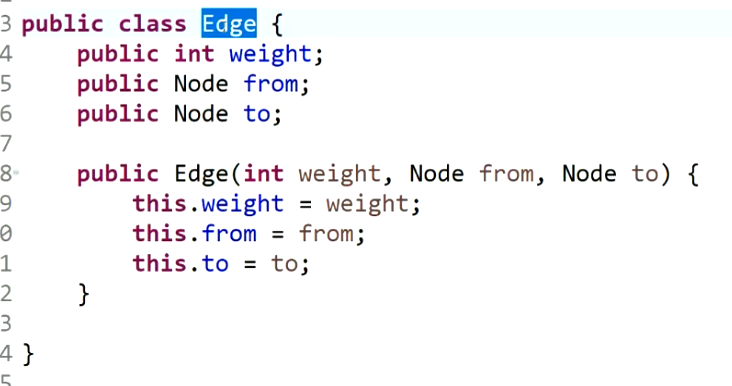 3 public class Edge {
4     public int weight;
5     public Node from;
6     public Node to;
7
8     public Edge(int weight, Node from, Node to) {
9         this.weight = weight;
0         this.from = from;
1         this.to = to;
2     }
3
4 }
5